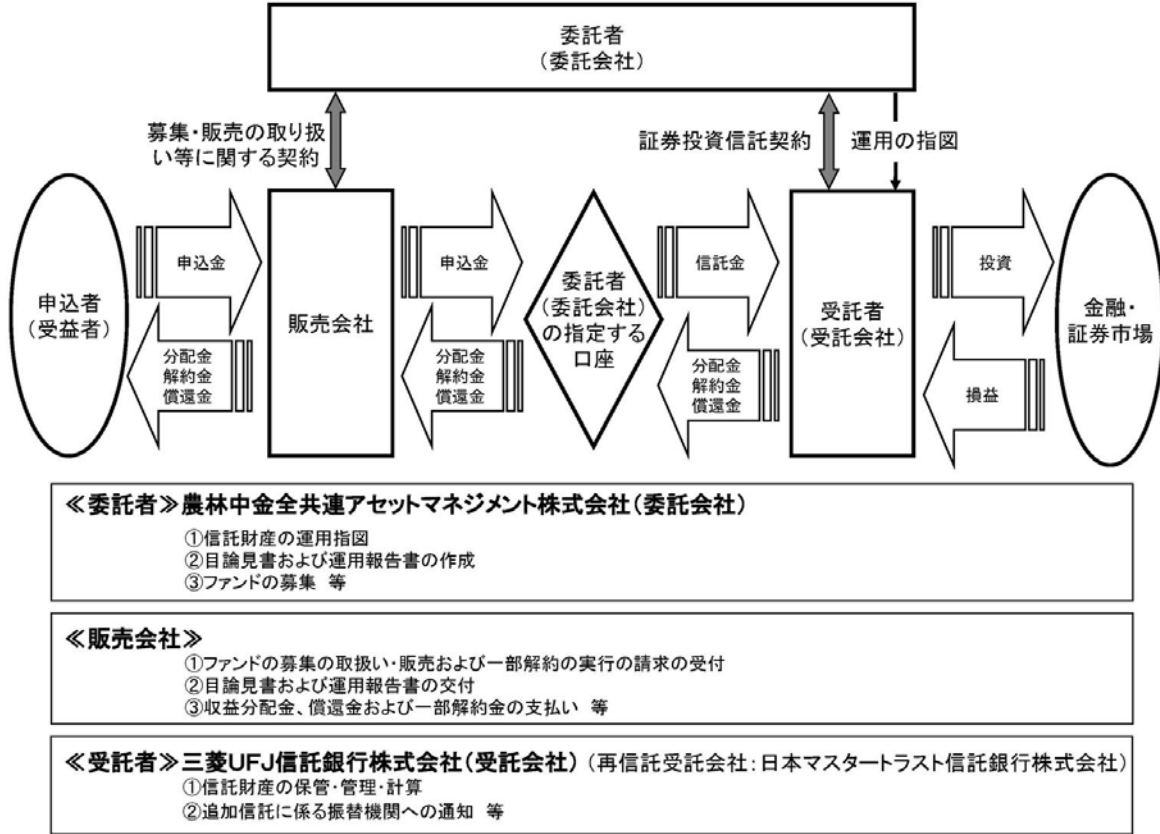 委託者
(委託会社)
募集・販売の取り扱
い等に関する契約
証券投資信託契約
運用の指図
申込者
(受益者)
申込金
分配金
解約金
償還金
販売会社
申込金
分配金
解約金
償還金
委託者
(委託会社)
の指定する
口座
信託金
分配金
解約金
償還金
受託者
(受託会社)
投資
損益
金融・
証券市場
≪委託者≫農林中金全共連アセットマネジメント株式会社(委託会社)
①信託財産の運用指図
②目論見書および運用報告書の作成
③ファンドの募集 等
≪販売会社≫
①ファンドの募集の取扱い・販売および一部解約の実行の請求の受付
②目論見書および運用報告書の交付
③収益分配金、償還金および一部解約金の支払い 等
≪受託者≫三菱UFJ信託銀行株式会社(受託会社) (再信託受託会社:日本マスタートラスト信託銀行株式会社)
①信託財産の保管・管理・計算
②追加信託に係る振替機関への通知 等